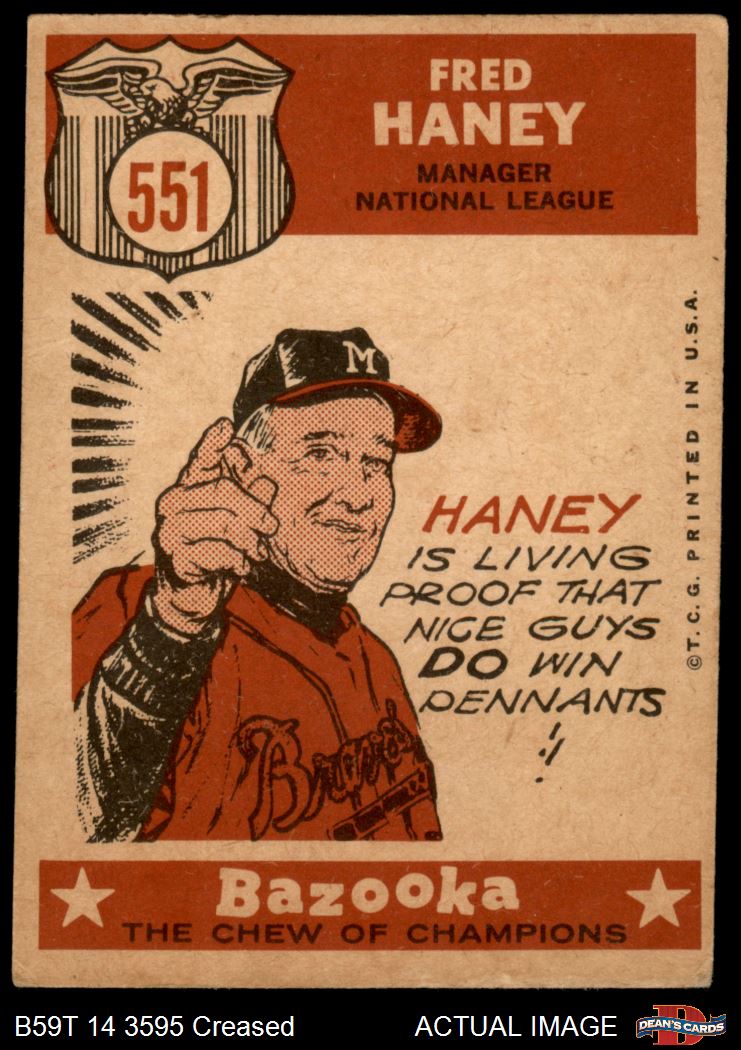 551
FRED
HANEY
MANAGER
NATIONAL LEAGUE
M
HANEY
IS LIVING
PROOF THAT
NICE GUYS
DO WIN
PENNANTS
!!
Braves
© T. C. G. PRINTED IN U. S. A.
Bazooka
THE CHEW OF CHAMPIONS
B59T 14 3595 Creased
ACTUAL IMAGE
D
DEAN'S CARDS